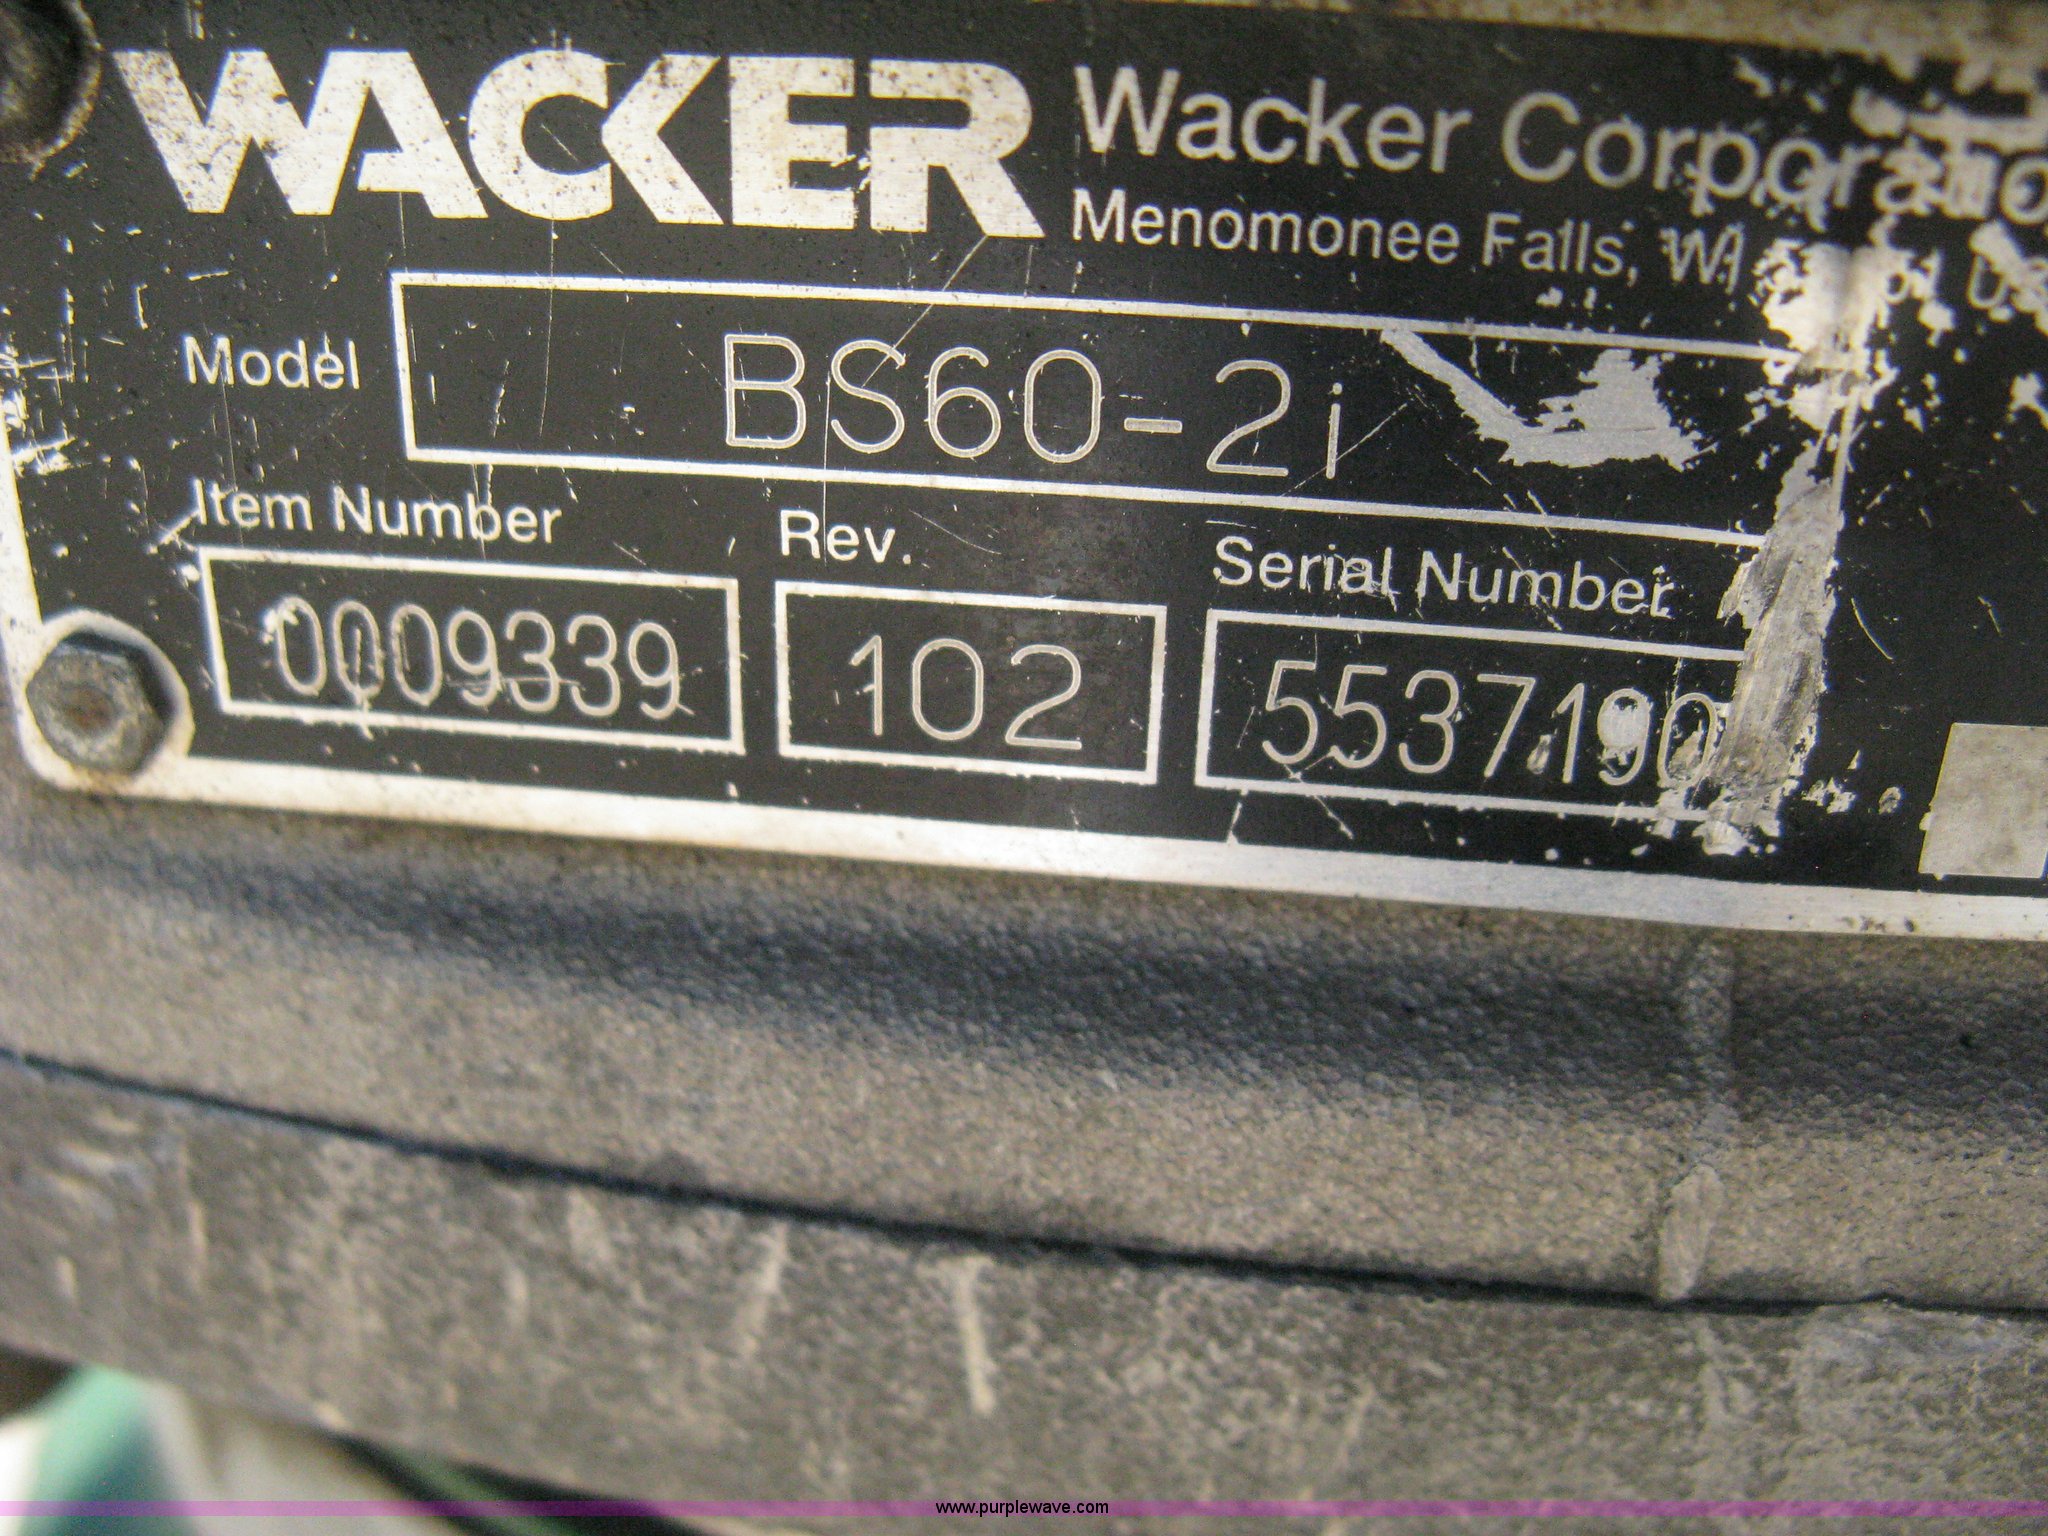 WACKER
Wacker Corporatio
Menomonee Falls, WI
Model
BS60-2i
Item Number
Rev.
Serial Number
0009339
102
5537190
www.purplewave.com